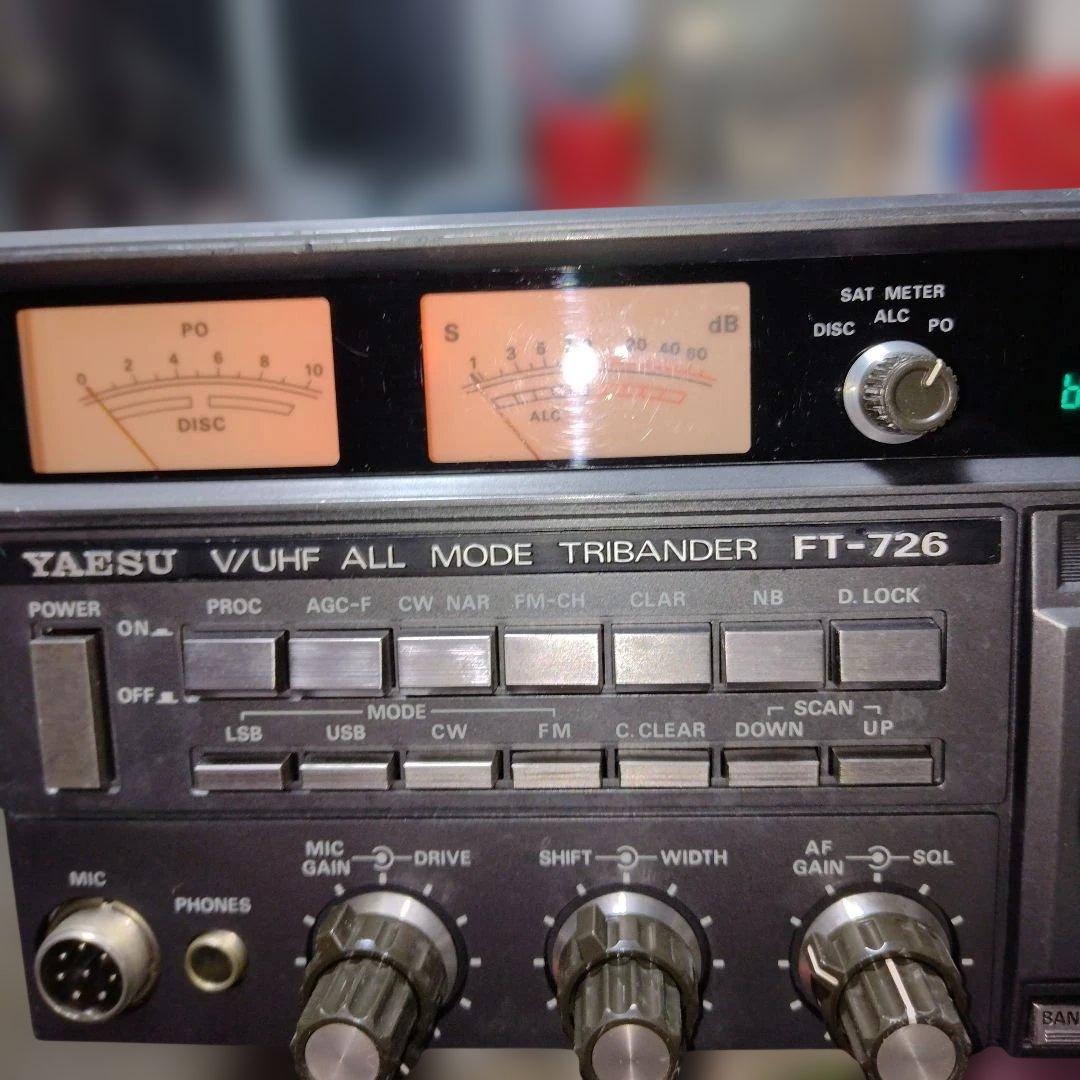 PO
0 2 4 6 8 10
DISC
S dB
1 3 5 20 40 60
ALC
SAT METER
DISC ALC PO
YAESU V/UHF ALL MODE TRIBANDER FT-726
POWER
ON
OFF
PROC AGC-F CW NAR FM-CH CLAR NB D. LOCK
MODE SCAN
LSB USB CW FM C. CLEAR DOWN UP
MIC GAIN DRIVE
SHIFT WIDTH
AF GAIN SQL
MIC
PHONES